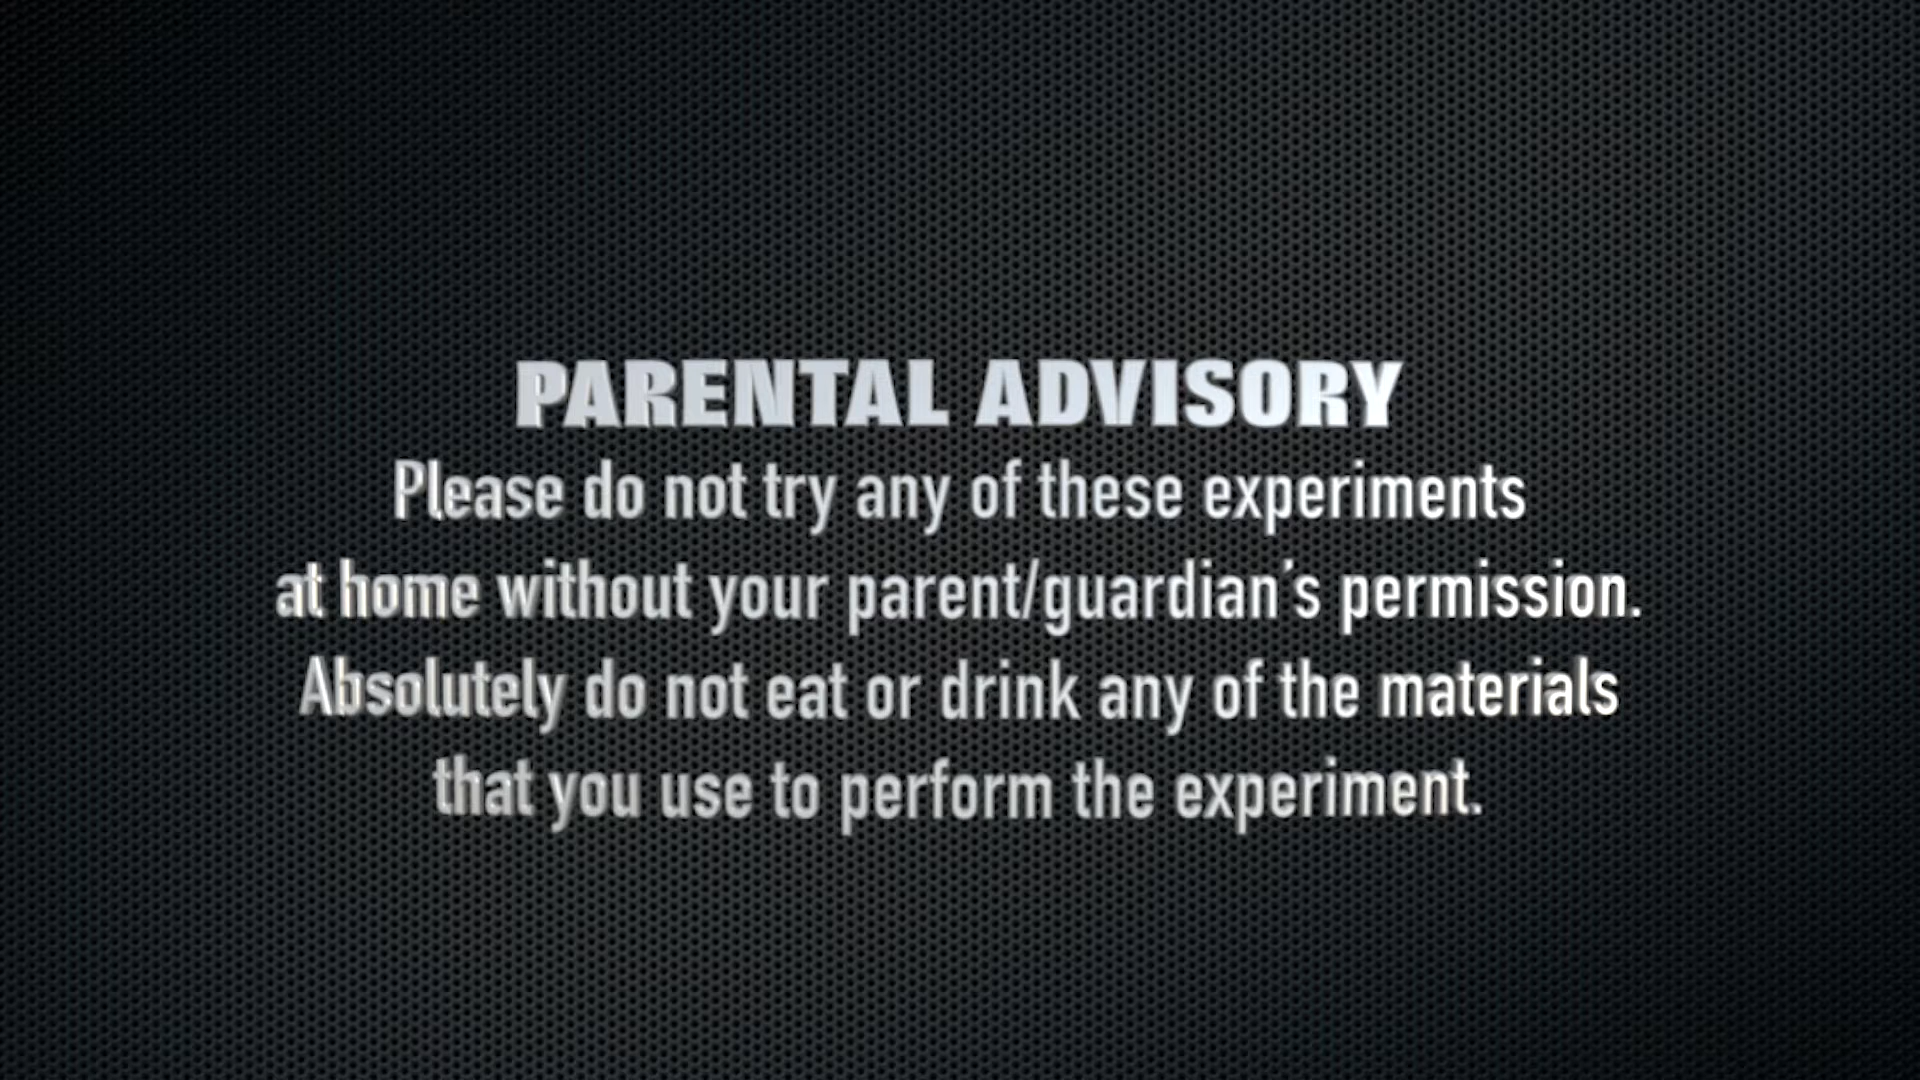 PARENTAL ADVISORY
Please do not try any of these experiments
at home without your parent/guardian's permission.
Absolutely do not eat or drink any of the materials
that you use to perform the experiment.